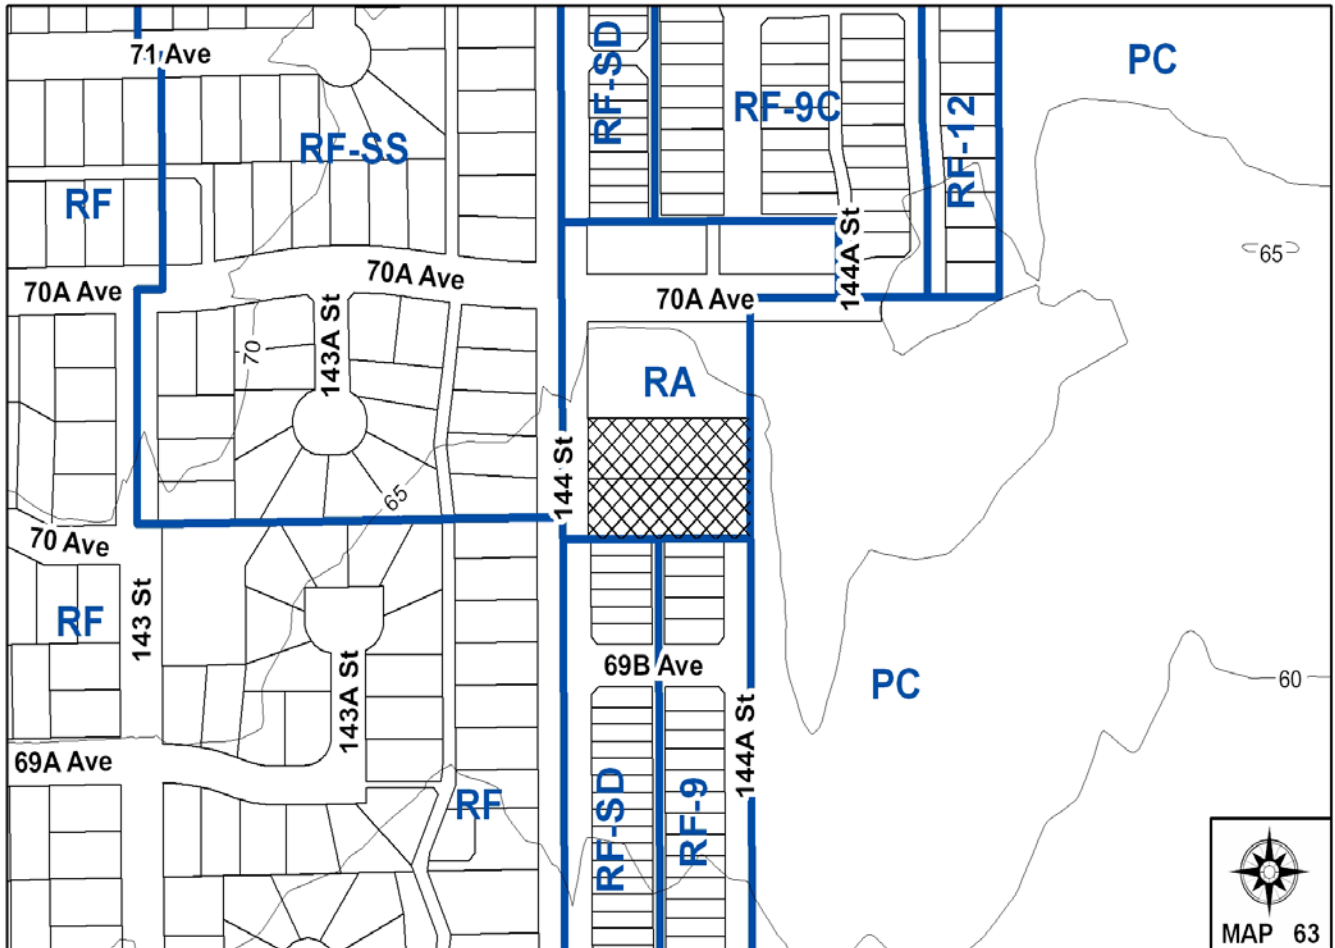 71 Ave
RF-SD
PC
RF-9C
RF-12
RF-SS
RF
65
144A St
70A Ave
70A Ave
70A Ave
143A St
70
RA
144 St
65
70 Ave
143 St
RF
69B Ave
143A St
PC
60
144A St
69A Ave
RF
RF-SD
RF-9
MAP 63